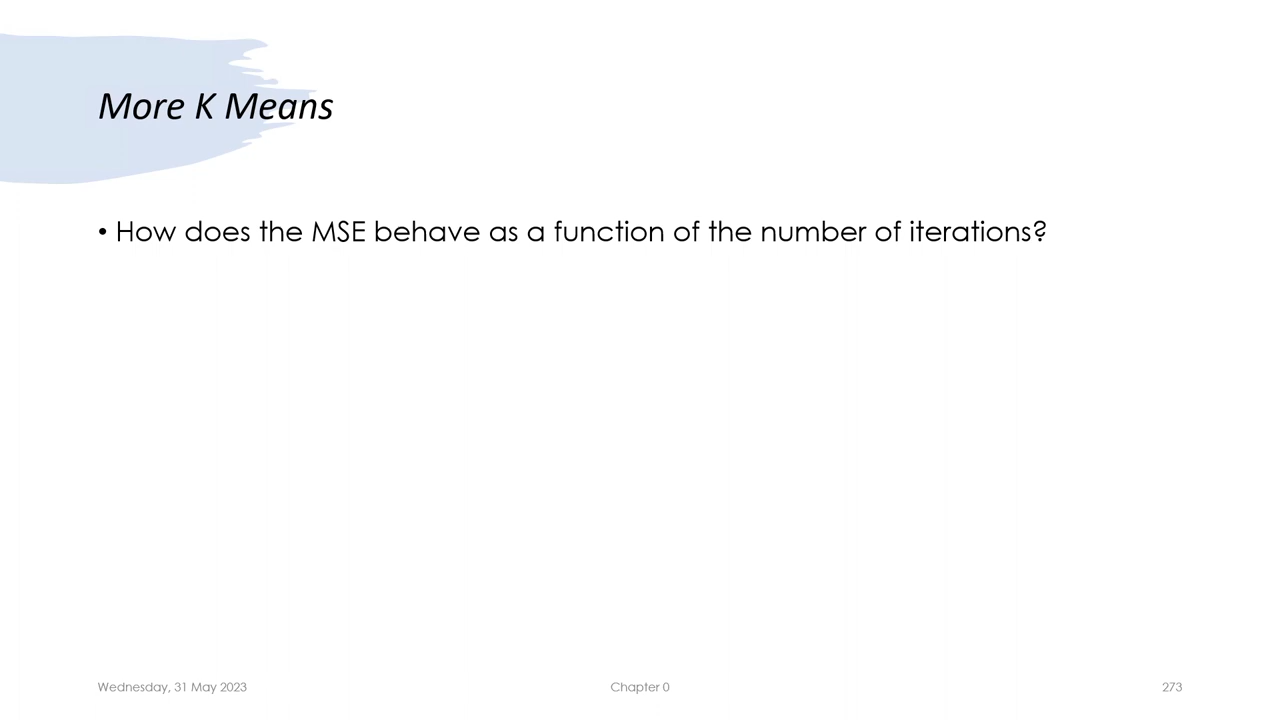 More K Means
• How does the MSE behave as a function of the number of iterations?
Wednesday, 31 May 2023
Chapter 0
273